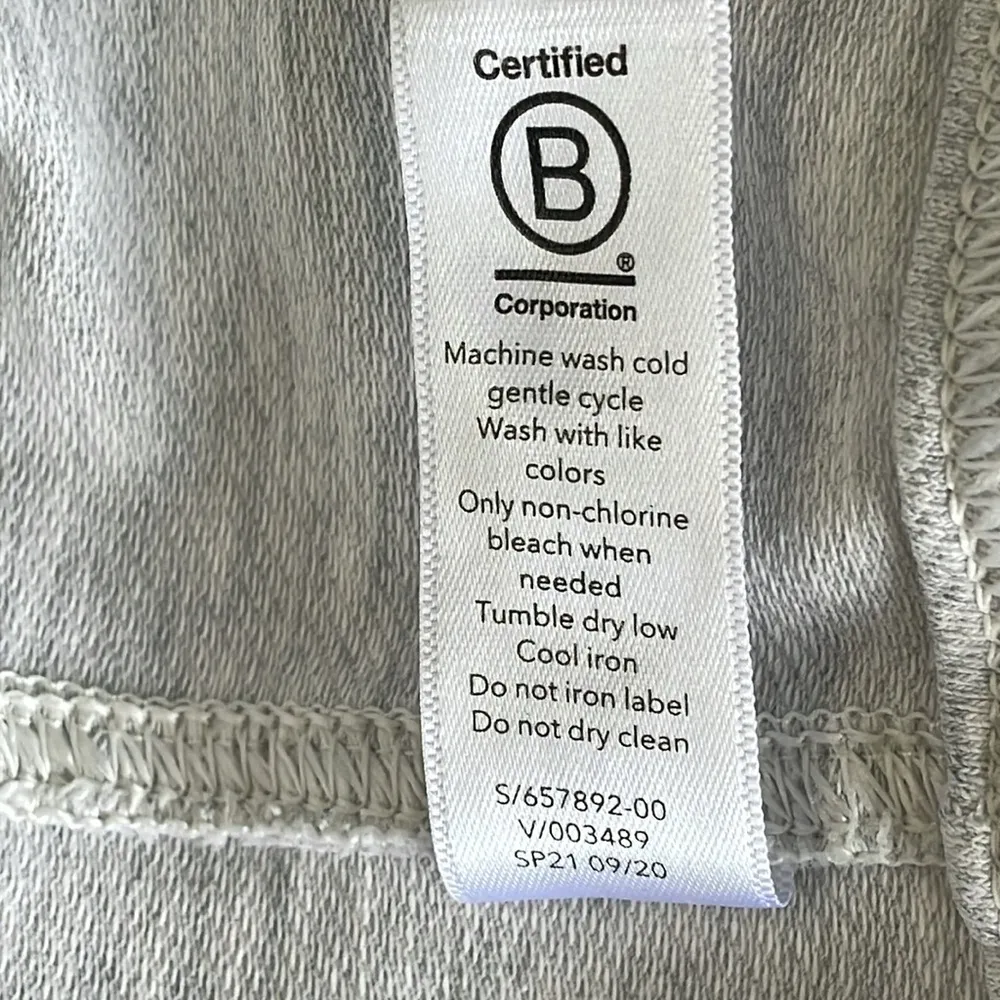 Certified
B
®
Corporation
Machine wash cold
gentle cycle
Wash with like
colors
Only non-chlorine
bleach when
needed
Tumble dry low
Cool iron
Do not iron label
Do not dry clean
S/657892-00
V/003489
SP21 09/20